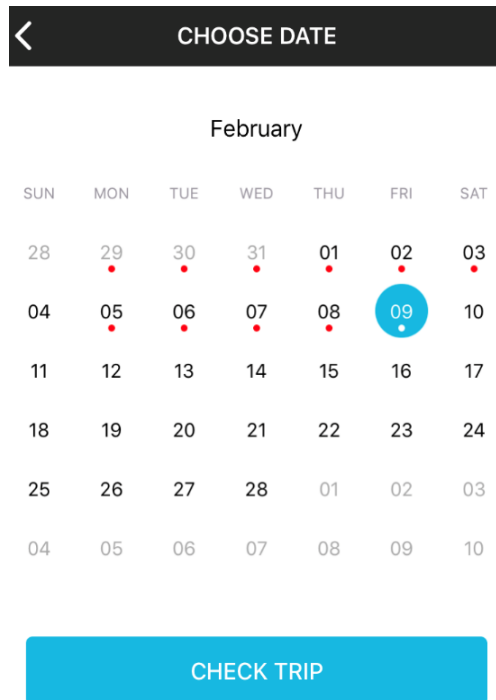 CHOOSE DATE
February
SUN MON TUE WED THU FRI SAT
28 29 30 31 01 02 03
04 05 06 07 08 09 10
11 12 13 14 15 16 17
18 19 20 21 22 23 24
25 26 27 28 01 02 03
04 05 06 07 08 09 10
CHECK TRIP